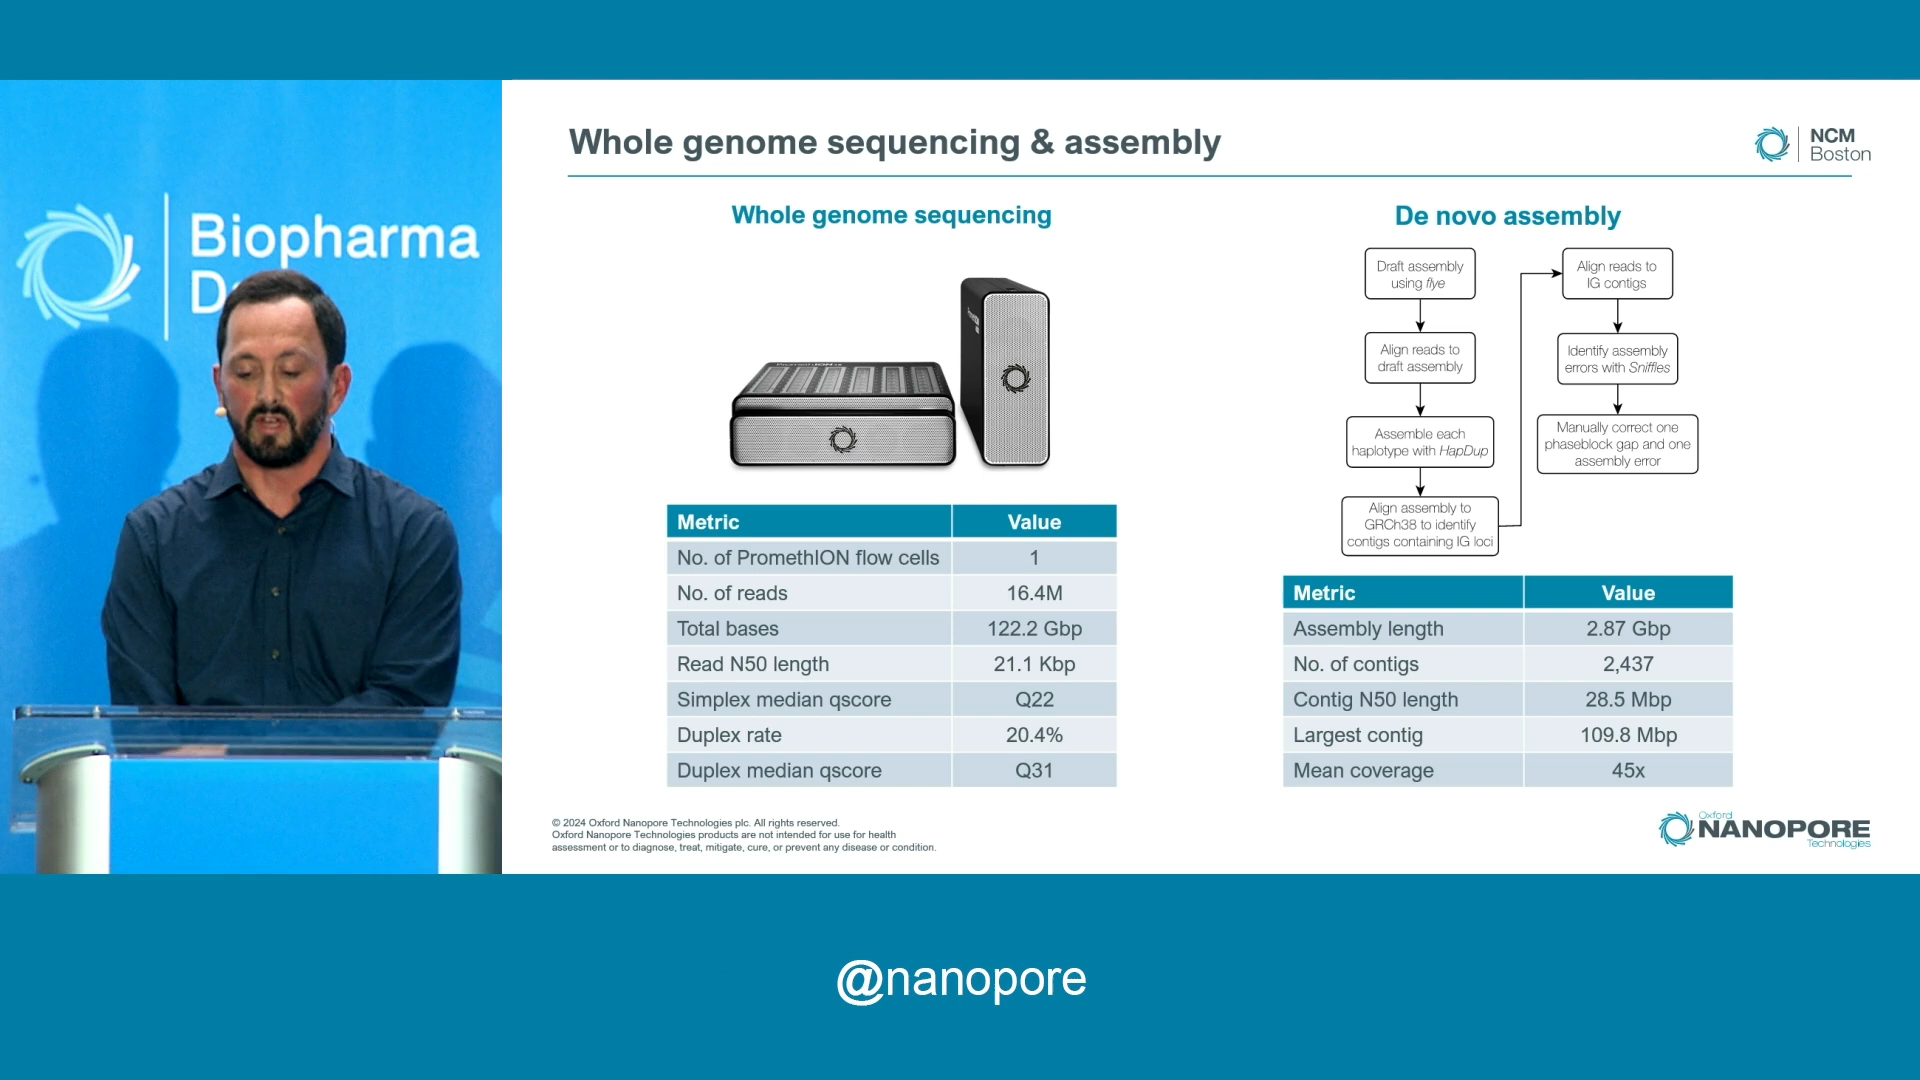 Biopharma
Whole genome sequencing & assembly
NCM
Boston
Whole genome sequencing
De novo assembly
Draft assembly
using flye
Align reads to
draft assembly
Assemble each
haplotype with HapDup
Align assembly to
GRCh38 to identify
contigs containing IG loci
Align reads to
IG contigs
Identify assembly
errors with Sniffles
Manually correct one
phaseblock gap and one
assembly error
Metric Value
No. of PromethION flow cells 1
No. of reads 16.4M
Total bases 122.2 Gbp
Read N50 length 21.1 Kbp
Simplex median qscore Q22
Duplex rate 20.4%
Duplex median qscore Q31
Metric Value
Assembly length 2.87 Gbp
No. of contigs 2,437
Contig N50 length 28.5 Mbp
Largest contig 109.8 Mbp
Mean coverage 45x
© 2024 Oxford Nanopore Technologies plc. All rights reserved.
Oxford Nanopore Technologies products are not intended for use for health
assessment or to diagnose, treat, mitigate, cure, or prevent any disease or condition.
Oxford
NANOPORE
Technologies
@nanopore